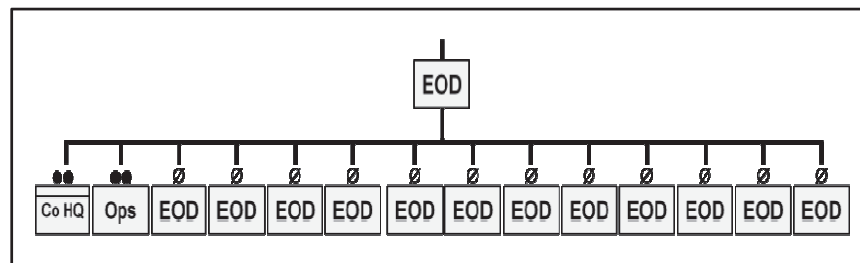 EOD
Ø Ø Ø Ø Ø Ø Ø Ø Ø Ø Ø Ø
Co HQ Ops EOD EOD EOD EOD EOD EOD EOD EOD EOD EOD EOD EOD